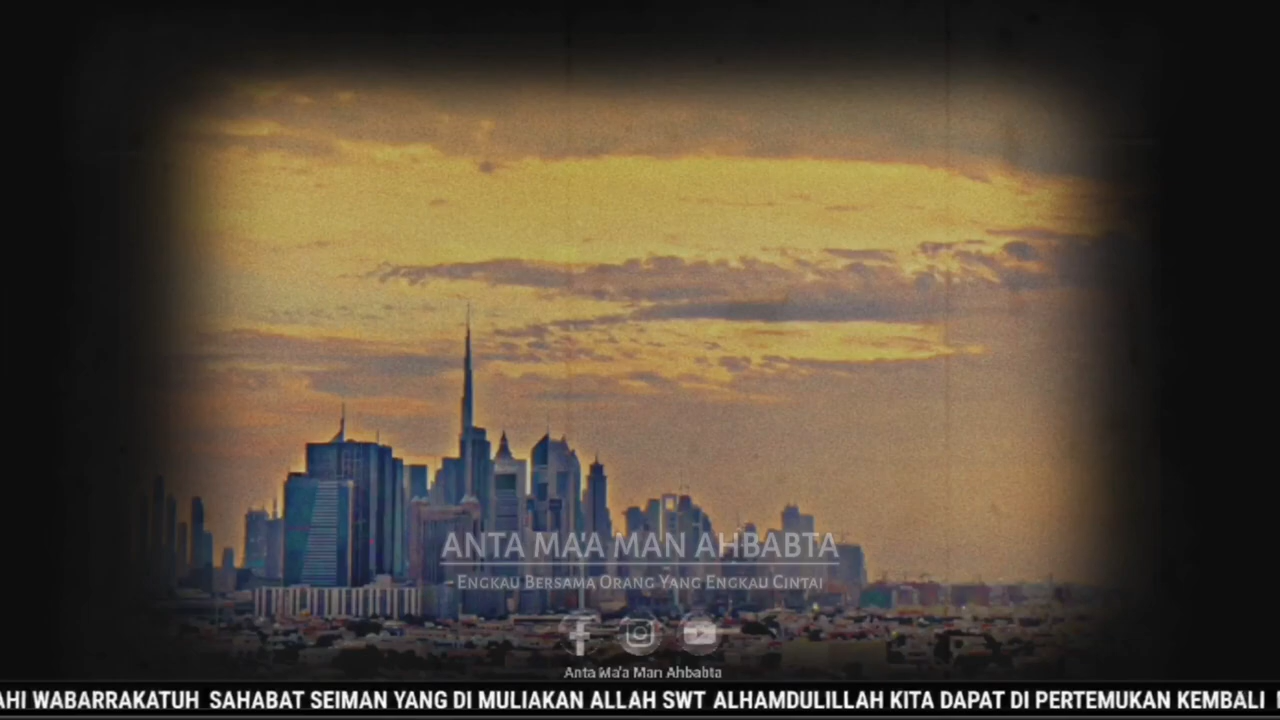 ANTA MA'A MAN AHBABTA
Engkau Bersama Orang Yang Engkau Cintai
Anta Ma'a Man Ahbabta
AHI WABARRAKATUH SAHABAT SEIMAN YANG DI MULIAKAN ALLAH SWT ALHAMDULILLAH KITA DAPAT DI PERTEMUKAN KEMBALI